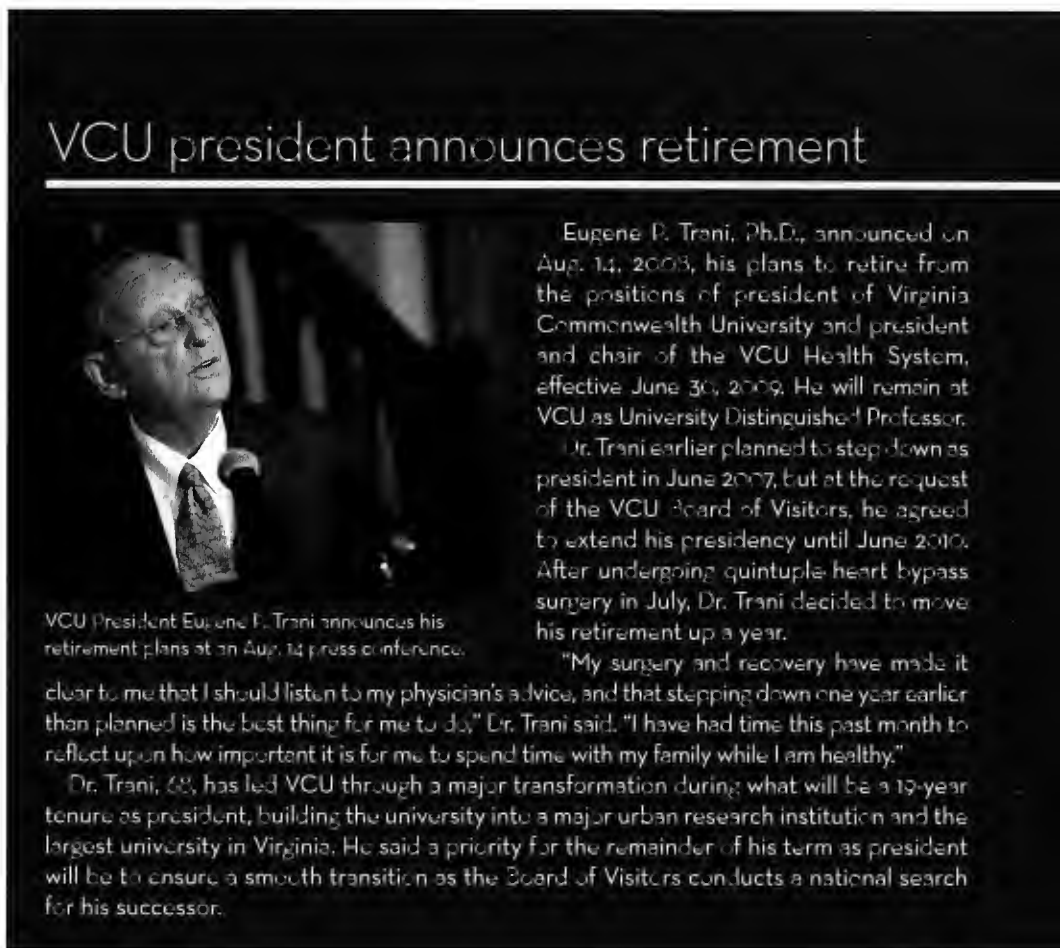 VCU president announces retirement
Eugene P. Trani, Ph.D., announced on
Aug. 14, 2008, his plans to retire from
the positions of president of Virginia
Commonwealth University and president
and chair of the VCU Health System,
effective June 30, 2009. He will remain at
VCU as University Distinguished Professor.
Dr. Trani earlier planned to step down as
president in June 2007, but at the request
of the VCU Board of Visitors, he agreed
to extend his presidency until June 2010.
After undergoing quintuple heart bypass
surgery in July, Dr. Trani decided to move
his retirement up a year.
"My surgery and recovery have made it
clear to me that I should listen to my physician's advice, and that stepping down one year earlier
than planned is the best thing for me to do," Dr. Trani said. "I have had time this past month to
reflect upon how important it is for me to spend time with my family while I am healthy."
Dr. Trani, 68, has led VCU through a major transformation during what will be a 19-year
tenure as president, building the university into a major urban research institution and the
largest university in Virginia. He said a priority for the remainder of his term as president
will be to ensure a smooth transition as the Board of Visitors conducts a national search
for his successor.
VCU President Eugene P. Trani announces his
retirement plans at an Aug. 14 press conference.